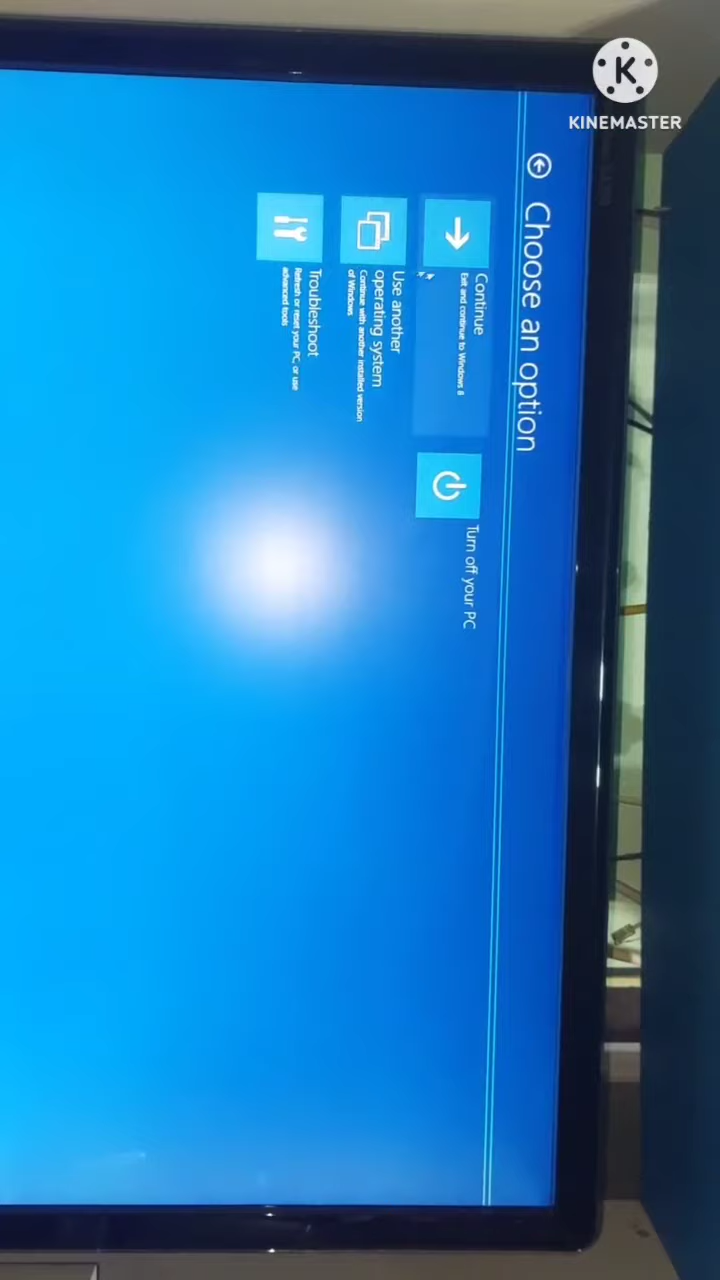 KINEMASTER
Choose an option
Continue
Exit and continue to Windows 8
Use another
operating system
Continue with another installed version
of Windows
Troubleshoot
Refresh or reset your PC, or use
advanced tools
Turn off your PC